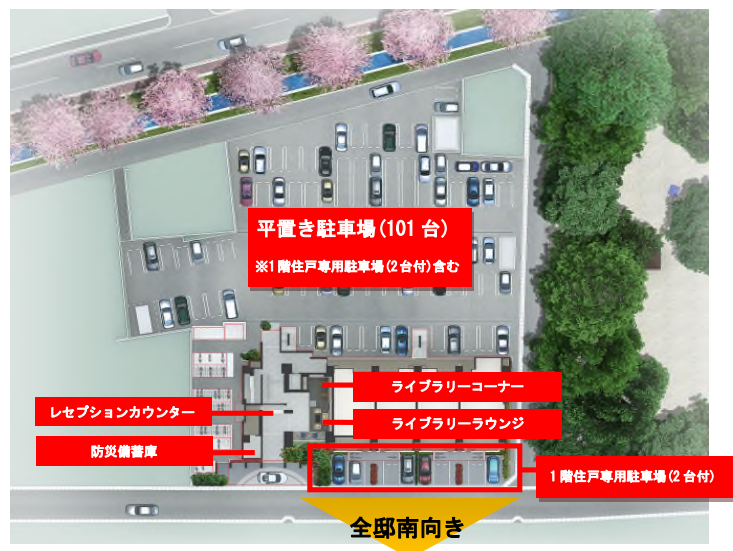 平置き駐車場(101台)
※1階住戸専用駐車場(2台付)含む
ライブラリーコーナー
レセプションカウンター
ライブラリーラウンジ
防災備蓄庫
1階住戸専用駐車場(2台付)
全邸南向き